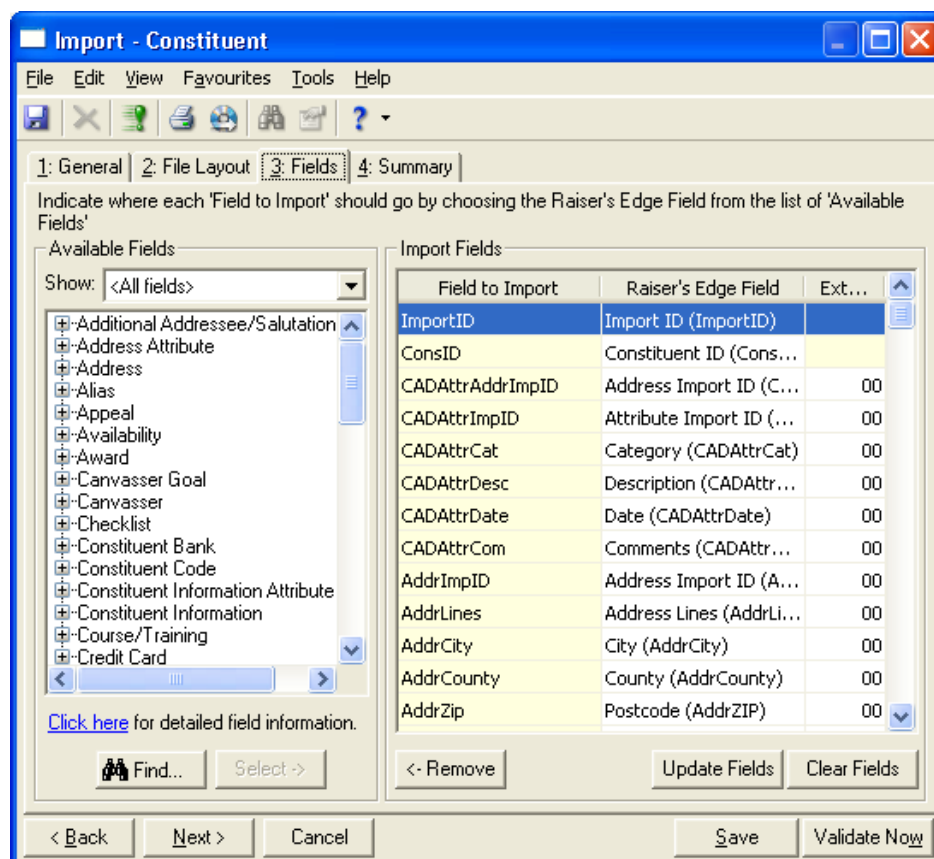 Import - Constituent
File Edit View Favourites Tools Help
?
1: General 2: File Layout 3: Fields 4: Summary
Indicate where each 'Field to Import' should go by choosing the Raiser's Edge Field from the list of 'Available
Fields'
Available Fields
Show: <All fields>
Additional Addressee/Salutation
Address Attribute
Address
Alias
Appeal
Availability
Award
Canvasser Goal
Canvasser
Checklist
Constituent Bank
Constituent Code
Constituent Information Attribute
Constituent Information
Course/Training
Credit Card
Click here for detailed field information.
Find... Select ->
Import Fields
Field to Import Raiser's Edge Field Ext...
ImportID Import ID (ImportID)
ConsID Constituent ID (Cons...
CADAttrAddrImpID Address Import ID (C... 00
CADAttrImpID Attribute Import ID (... 00
CADAttrCat Category (CADAttrCat) 00
CADAttrDesc Description (CADAttr... 00
CADAttrDate Date (CADAttrDate) 00
CADAttrCom Comments (CADAttr... 00
AddrImpID Address Import ID (A... 00
AddrLines Address Lines (AddrLi... 00
AddrCity City (AddrCity) 00
AddrCounty County (AddrCounty) 00
AddrZip Postcode (AddrZIP) 00
<- Remove Update Fields Clear Fields
< Back Next > Cancel Save Validate Now